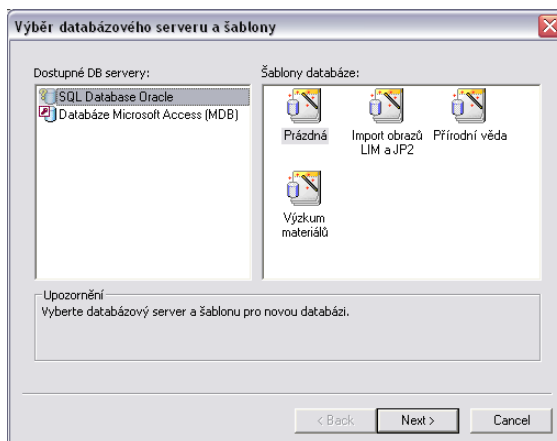 Výběr databázového serveru a šablony
Dostupné DB servery:
SQL Database Oracle
Databáze Microsoft Access (MDB)
Šablony databáze:
Prázdná
Import obrazů
LIM a JP2
Přírodní věda
Výzkum
materiálů
Upozornění
Vyberte databázový server a šablonu pro novou databázi.
< Back
Next >
Cancel